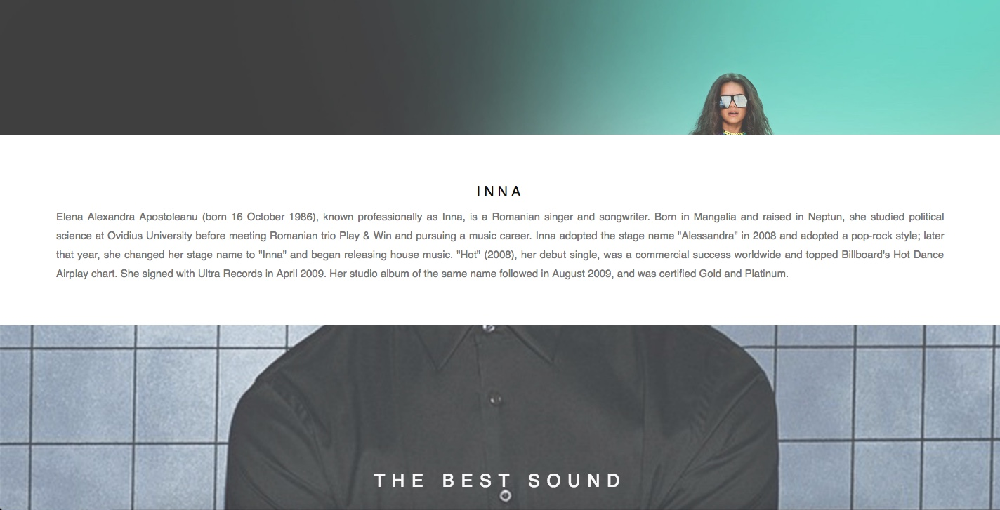 INNA
Elena Alexandra Apostoleanu (born 16 October 1986), known professionally as Inna, is a Romanian singer and songwriter. Born in Mangalia and raised in Neptun, she studied political
science at Ovidius University before meeting Romanian trio Play & Win and pursuing a music career. Inna adopted the stage name "Alessandra" in 2008 and adopted a pop-rock style; later
that year, she changed her stage name to "Inna" and began releasing house music. "Hot" (2008), her debut single, was a commercial success worldwide and topped Billboard's Hot Dance
Airplay chart. She signed with Ultra Records in April 2009. Her studio album of the same name followed in August 2009, and was certified Gold and Platinum.
THE BEST SOUND